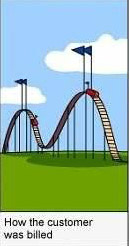 How the customer
was billed